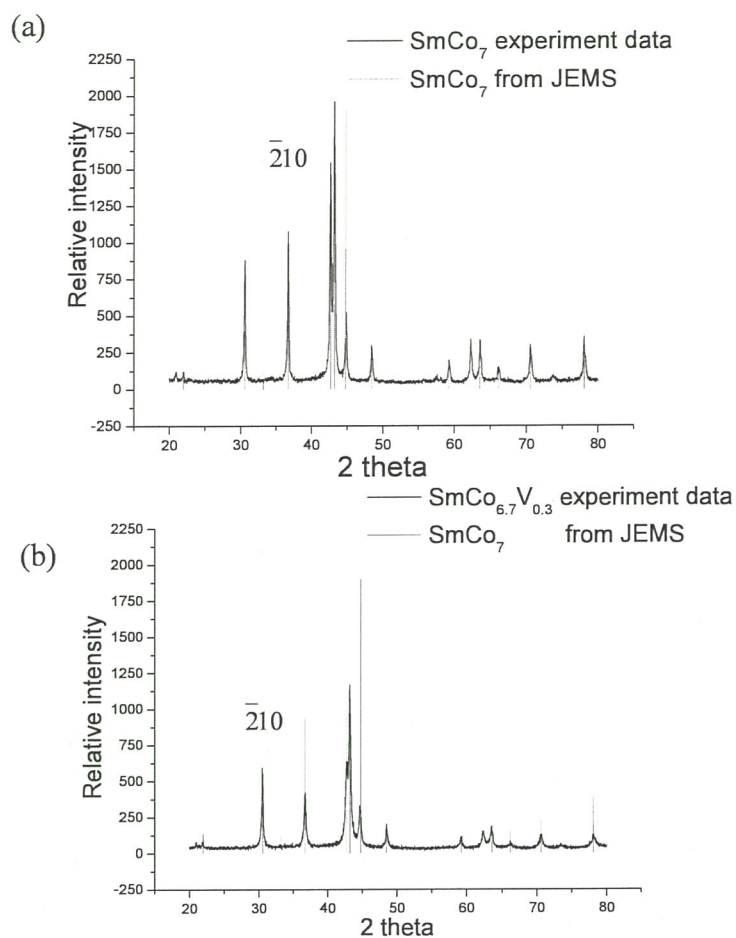 (a)
SmCo₇ experiment data
SmCo₇ from JEMS
2250
2000
1750
1500
1250
1000
750
500
250
0
-250
Relative intensity
2̅10
20 30 40 50 60 70 80
2 theta
(b)
SmCo₆.₇V₀.₃ experiment data
SmCo₇ from JEMS
2250
2000
1750
1500
1250
1000
750
500
250
0
-250
Relative intensity
2̅10
20 30 40 50 60 70 80
2 theta